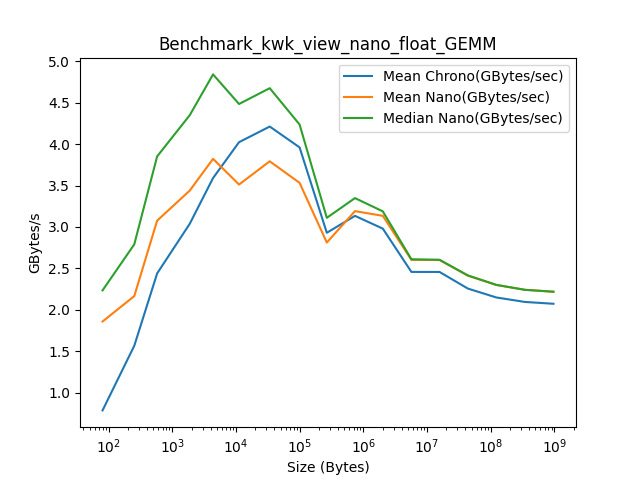 Benchmark_kwk_view_nano_float_GEMM
Mean Chrono(GBytes/sec)
Mean Nano(GBytes/sec)
Median Nano(GBytes/sec)
GBytes/s
5.0
4.5
4.0
3.5
3.0
2.5
2.0
1.5
1.0
10² 10³ 10⁴ 10⁵ 10⁶ 10⁷ 10⁸ 10⁹
Size (Bytes)